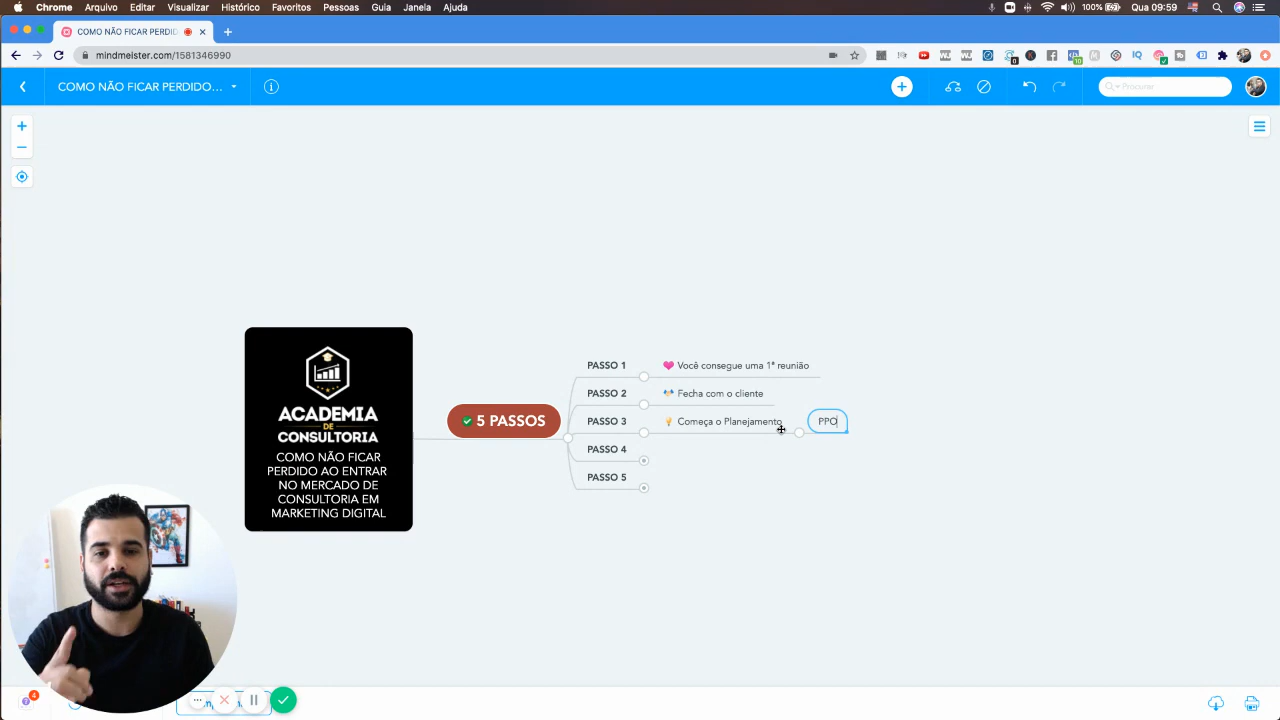 Chrome Arquivo Editar Visualizar Histórico Favoritos Pessoas Guia Janela Ajuda 100% Qua 09:59
COMO NÃO FICAR PERDID
mindmeister.com/1581346990
COMO NÃO FICAR PERDIDO... Procurar
ACADEMIA
DE
CONSULTORIA
COMO NÃO FICAR
PERDIDO AO ENTRAR
NO MERCADO DE
CONSULTORIA EM
MARKETING DIGITAL
5 PASSOS
PASSO 1 Você consegue uma 1ª reunião
PASSO 2 Fecha com o cliente
PASSO 3 Começa o Planejamento PPO
PASSO 4
PASSO 5
4